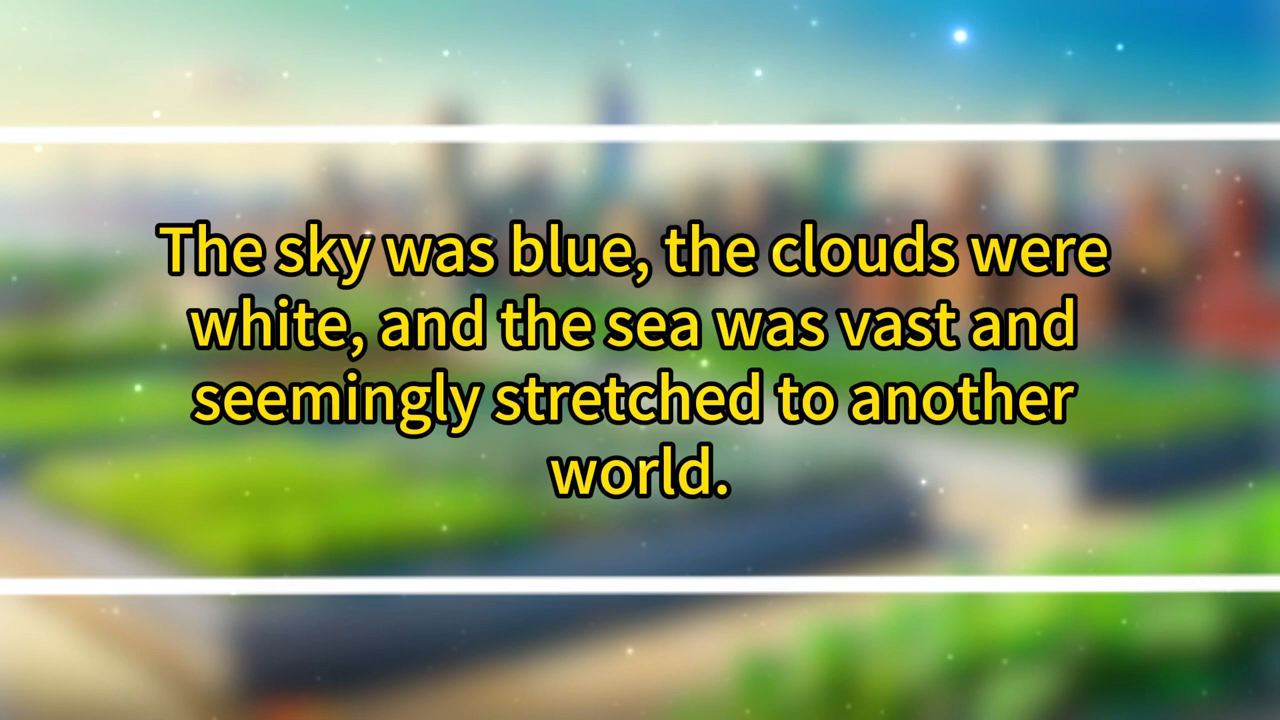 The sky was blue, the clouds were
white, and the sea was vast and
seemingly stretched to another
world.